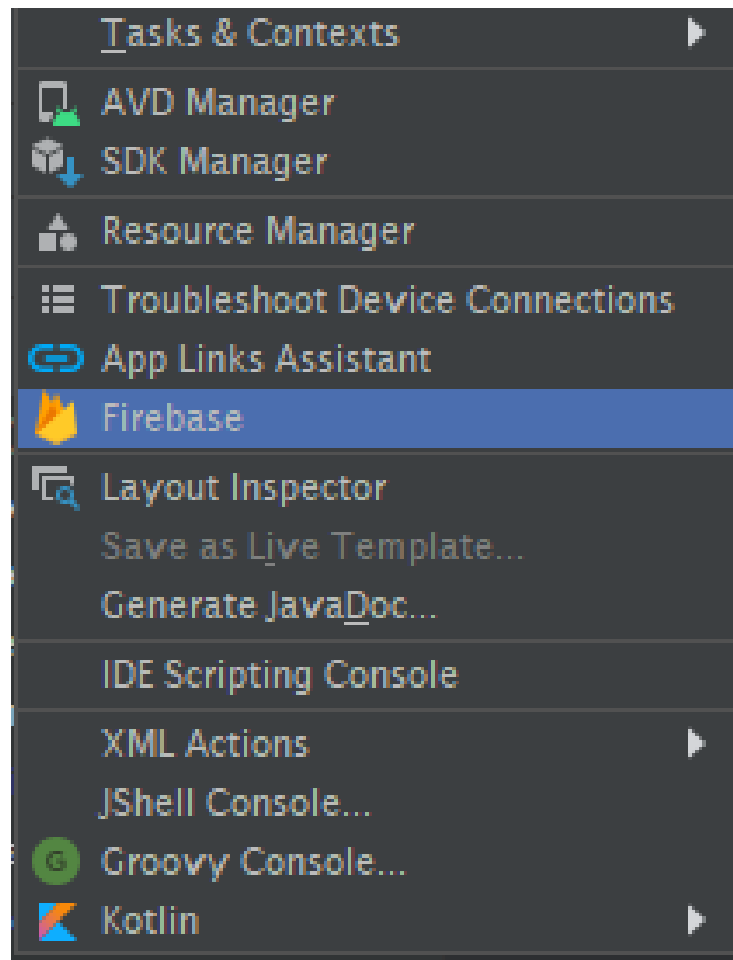 Tasks & Contexts
AVD Manager
SDK Manager
Resource Manager
Troubleshoot Device Connections
App Links Assistant
Firebase
Layout Inspector
Save as Live Template...
Generate JavaDoc...
IDE Scripting Console
XML Actions
JShell Console...
G Groovy Console...
Kotlin